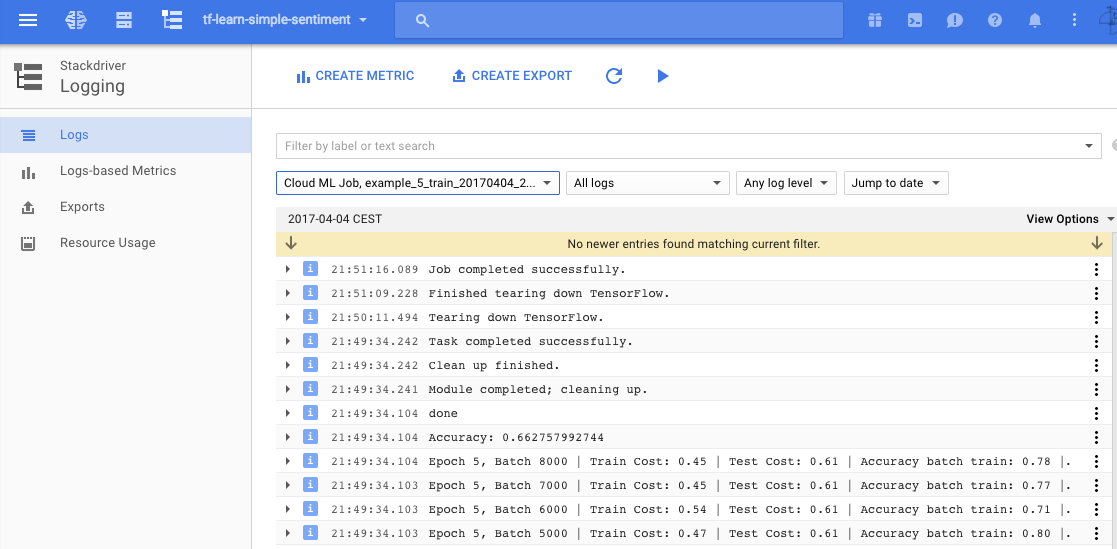 tf-learn-simple-sentiment
Stackdriver
Logging
CREATE METRIC
CREATE EXPORT
Logs
Logs-based Metrics
Exports
Resource Usage
Filter by label or text search
Cloud ML Job, example_5_train_20170404_2...
All logs
Any log level
Jump to date
2017-04-04 CEST
View Options
No newer entries found matching current filter.
21:51:16.089 Job completed successfully.
21:51:09.228 Finished tearing down TensorFlow.
21:50:11.494 Tearing down TensorFlow.
21:49:34.242 Task completed successfully.
21:49:34.242 Clean up finished.
21:49:34.241 Module completed; cleaning up.
21:49:34.104 done
21:49:34.104 Accuracy: 0.662757992744
21:49:34.104 Epoch 5, Batch 8000 | Train Cost: 0.45 | Test Cost: 0.61 | Accuracy batch train: 0.78 |.
21:49:34.103 Epoch 5, Batch 7000 | Train Cost: 0.45 | Test Cost: 0.61 | Accuracy batch train: 0.77 |.
21:49:34.103 Epoch 5, Batch 6000 | Train Cost: 0.54 | Test Cost: 0.61 | Accuracy batch train: 0.71 |.
21:49:34.103 Epoch 5, Batch 5000 | Train Cost: 0.47 | Test Cost: 0.61 | Accuracy batch train: 0.80 |.